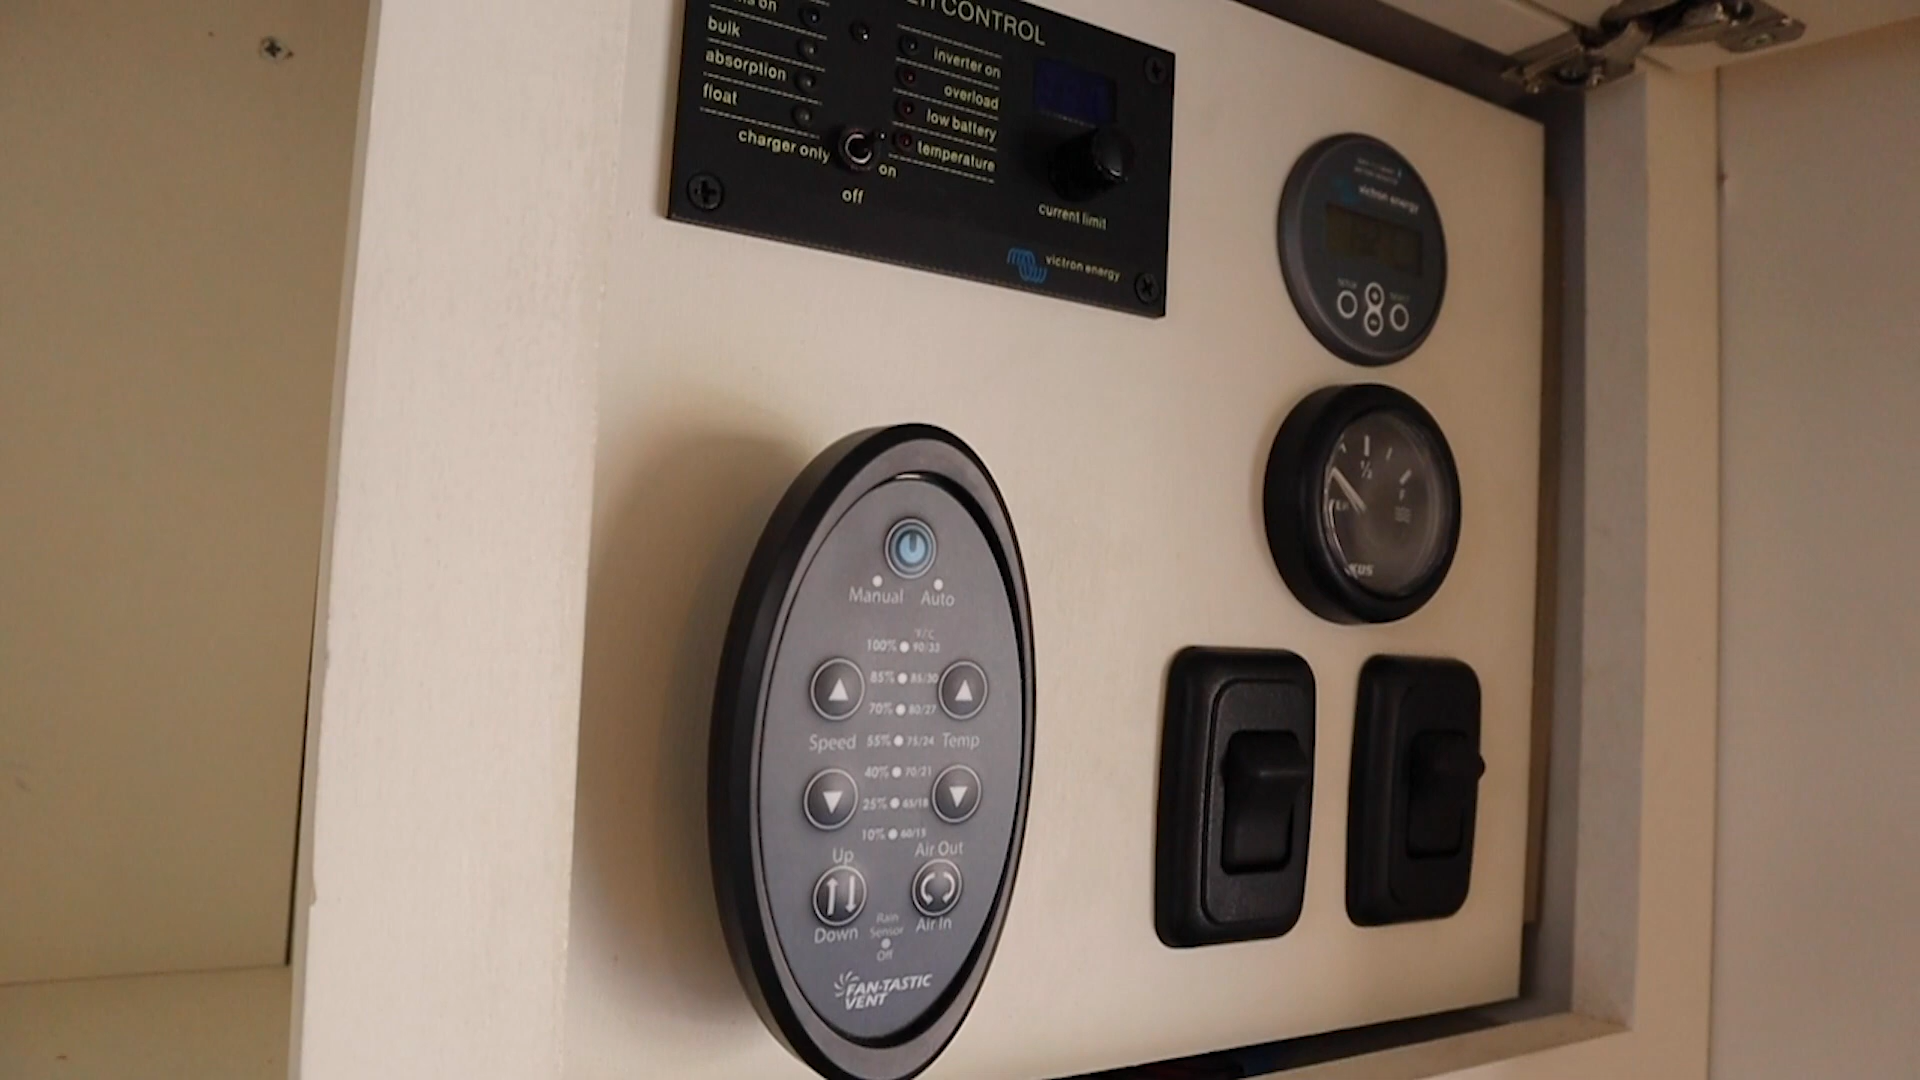 CONTROL
on
bulk
absorption
float
inverter on
overload
low battery
temperature
charger only
on
off
current limit
victron energy
victron energy
1/2
F
KUS
Manual Auto
°F/°C
100% 90/33
85% 85/30
70% 80/27
Speed 55% 75/24 Temp
40% 70/21
25% 65/18
10% 60/15
Up Air Out
Down Air In
Rain
Sensor
Off
FAN-TASTIC
VENT